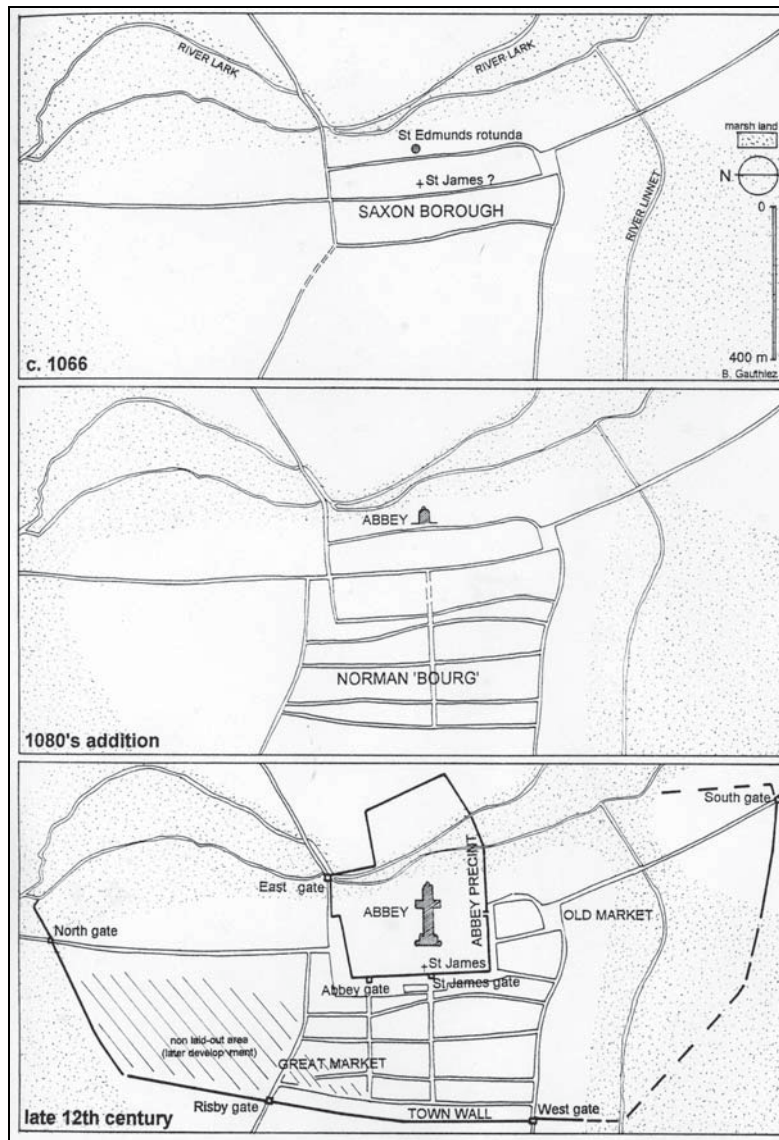 RIVER LARK
RIVER LARK
St Edmunds rotunda
marsh land
St James ?
N
SAXON BOROUGH
RIVER LINNET
0
400 m
B. Gauthiez
c. 1066
ABBEY
NORMAN 'BOURG'
1080's addition
South gate
East gate
ABBEY PRECINT
ABBEY
OLD MARKET
North gate
St James
Abbey gate
St James gate
non laid-out area
(later development)
GREAT MARKET
Risby gate
TOWN WALL
West gate
late 12th century